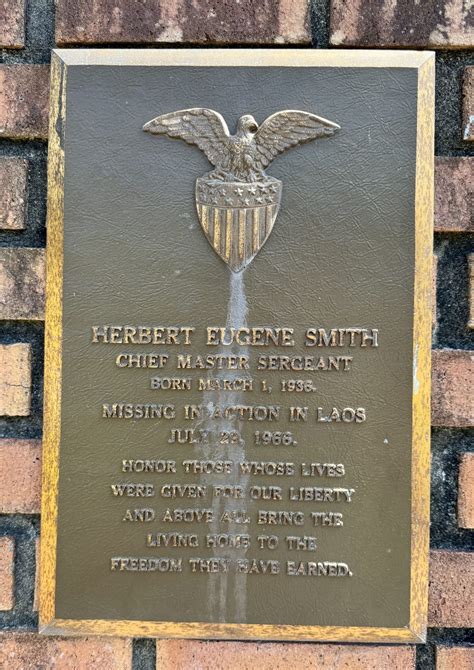 HERBERT EUGENE SMITH
CHIEF MASTER SERGEANT
BORN MARCH 1, 1936.
MISSING IN ACTION IN LAOS
JULY 1966.
HONOR THOSE WHOSE LIVES
WERE GIVEN FOR OUR LIBERTY
AND ABOVE ALL BRING THE
LIVING HOME TO THE
FREEDOM THEY HAVE EARNED.